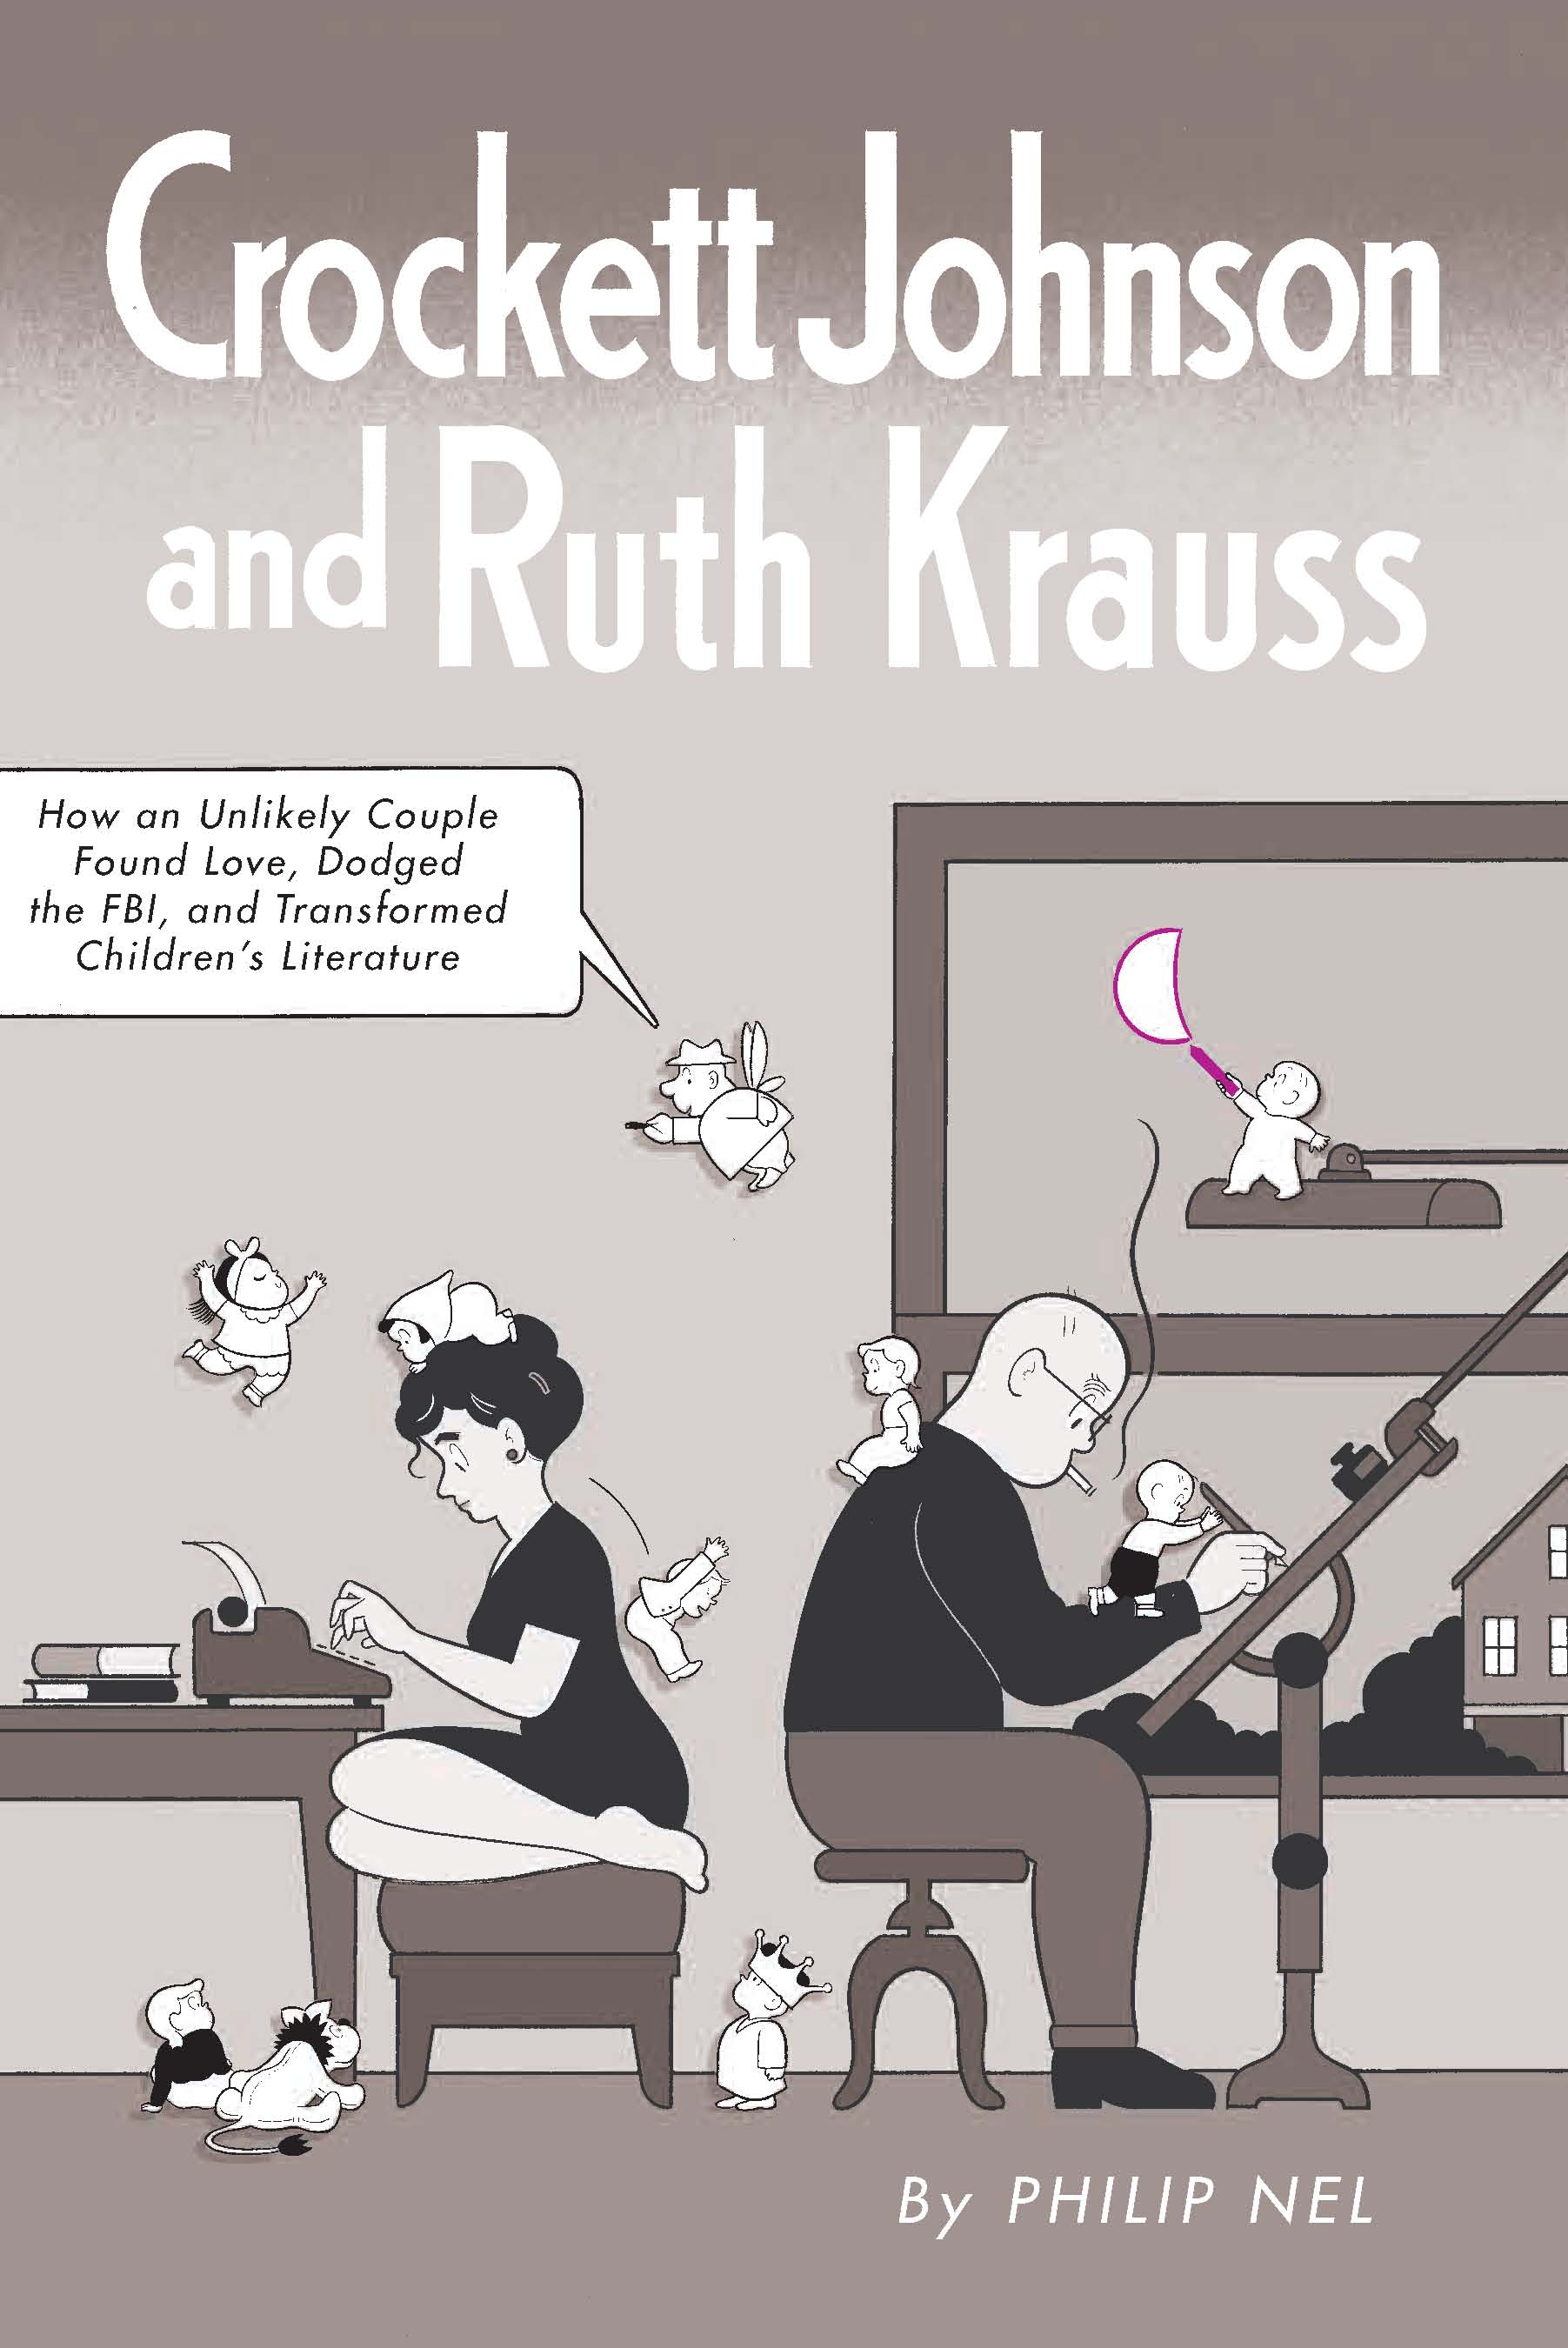 Crockett Johnson
and Ruth Krauss
How an Unlikely Couple
Found Love, Dodged
the FBI, and Transformed
Children's Literature
By PHILIP NEL